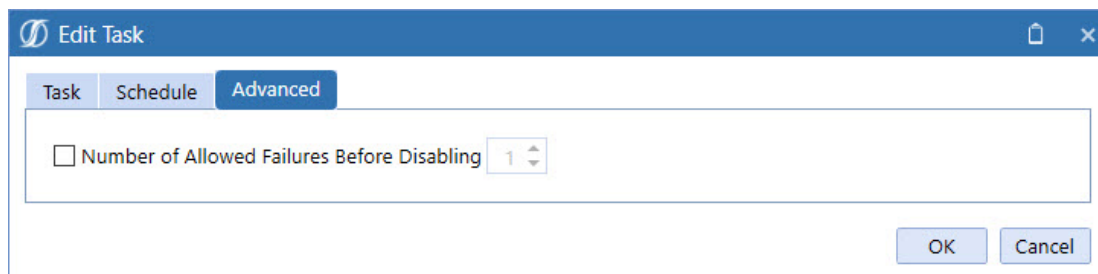 Edit Task
Task Schedule Advanced
Number of Allowed Failures Before Disabling 1
OK Cancel